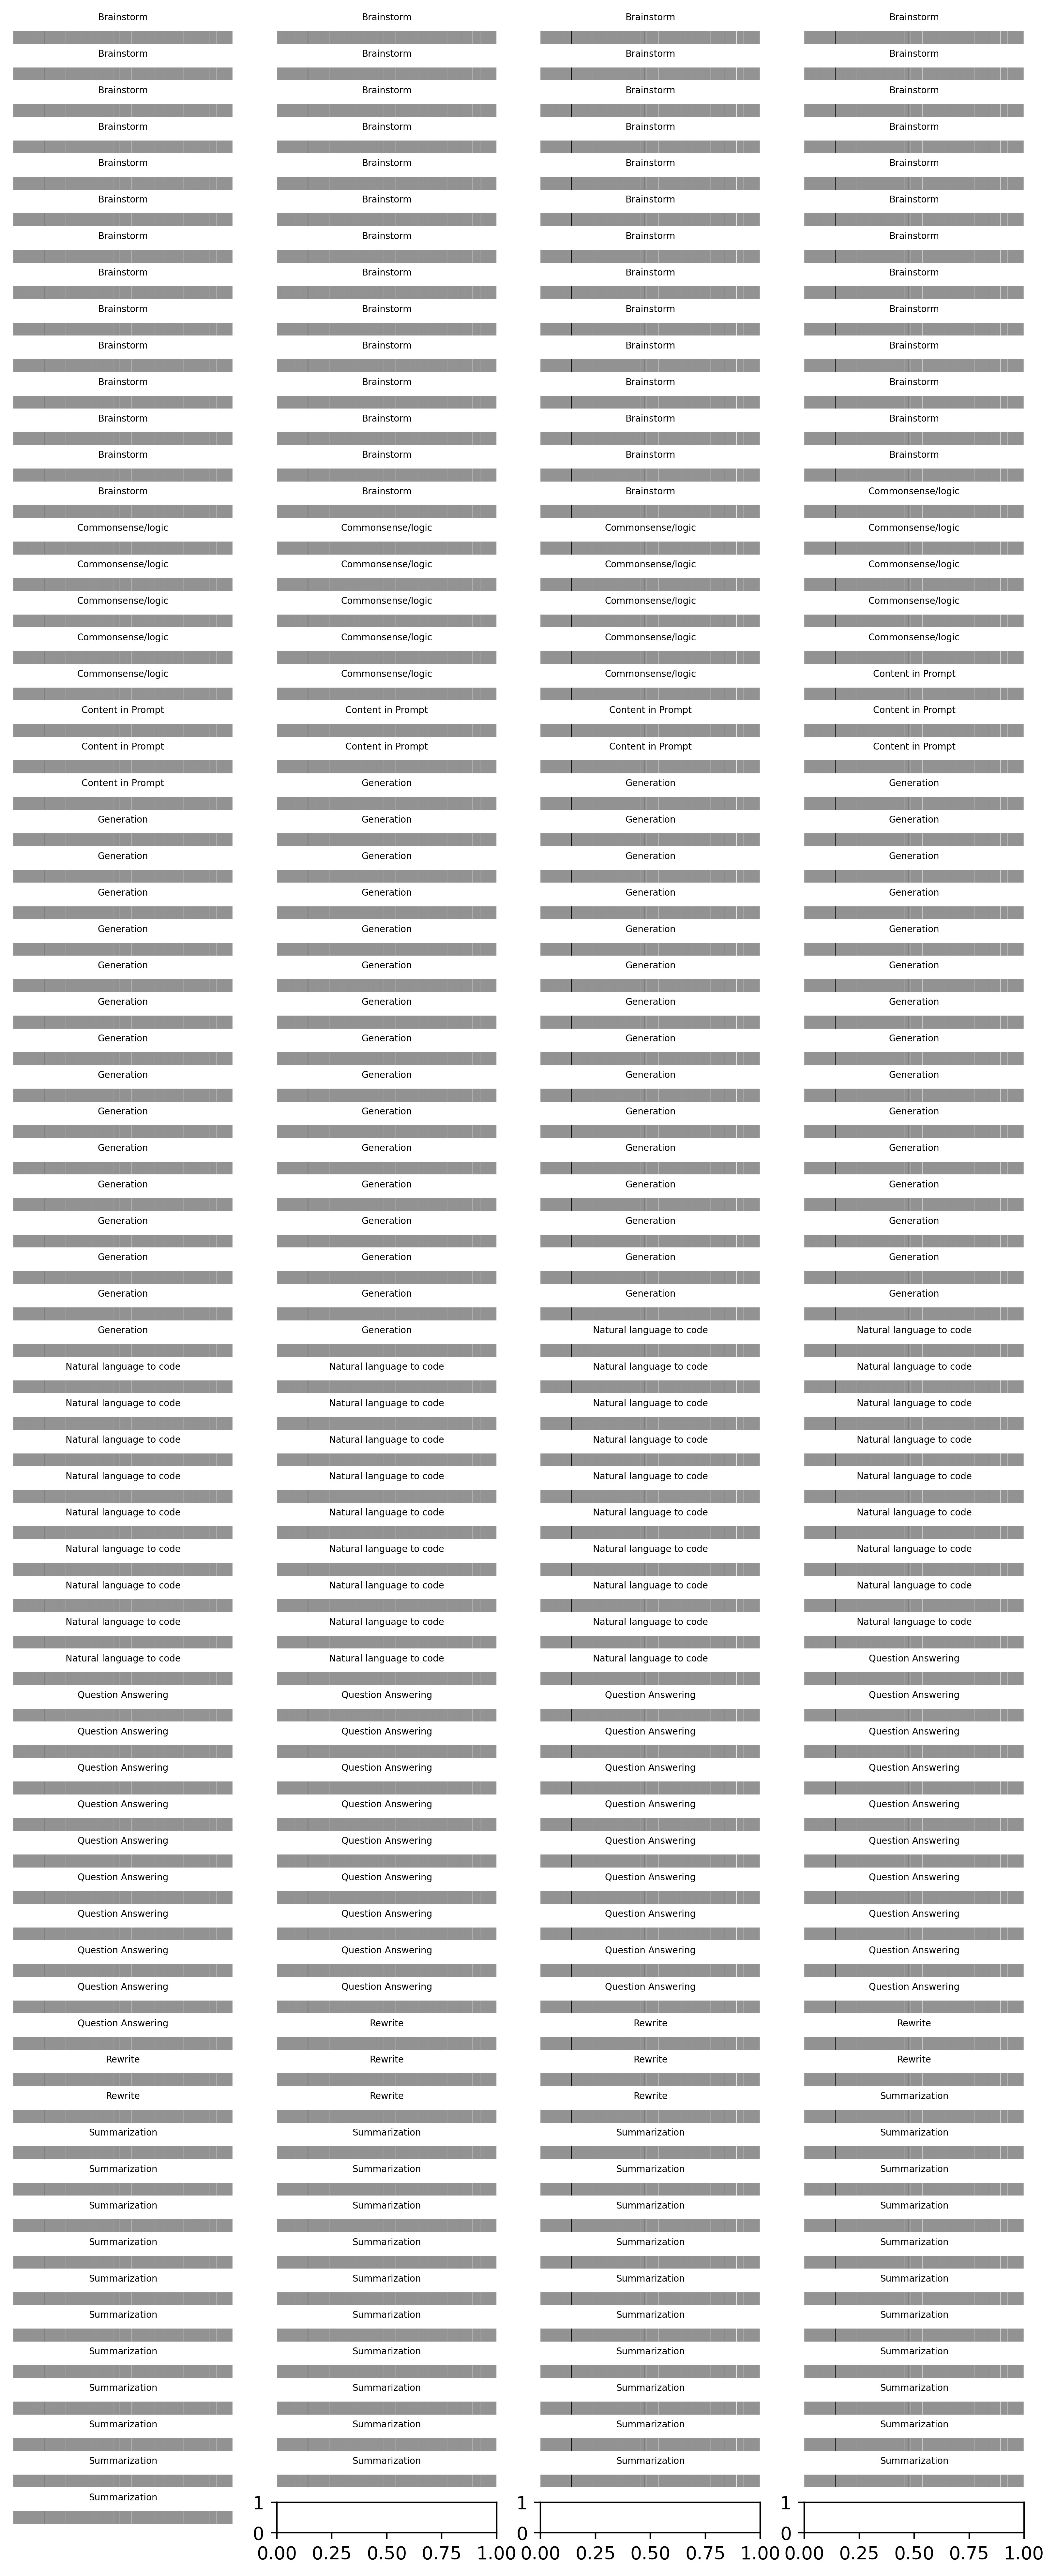 Brainstorm Brainstorm Brainstorm Brainstorm
Brainstorm Brainstorm Brainstorm Brainstorm
Brainstorm Brainstorm Brainstorm Brainstorm
Brainstorm Brainstorm Brainstorm Brainstorm
Brainstorm Brainstorm Brainstorm Brainstorm
Brainstorm Brainstorm Brainstorm Brainstorm
Brainstorm Brainstorm Brainstorm Brainstorm
Brainstorm Brainstorm Brainstorm Brainstorm
Brainstorm Brainstorm Brainstorm Brainstorm
Brainstorm Brainstorm Brainstorm Brainstorm
Brainstorm Brainstorm Brainstorm Brainstorm
Brainstorm Brainstorm Brainstorm Brainstorm
Brainstorm Brainstorm Brainstorm Brainstorm
Brainstorm Brainstorm Brainstorm Commonsense/logic
Commonsense/logic Commonsense/logic Commonsense/logic Commonsense/logic
Commonsense/logic Commonsense/logic Commonsense/logic Commonsense/logic
Commonsense/logic Commonsense/logic Commonsense/logic Commonsense/logic
Commonsense/logic Commonsense/logic Commonsense/logic Commonsense/logic
Commonsense/logic Commonsense/logic Commonsense/logic Content in Prompt
Content in Prompt Content in Prompt Content in Prompt Content in Prompt
Content in Prompt Content in Prompt Content in Prompt Content in Prompt
Content in Prompt Generation Generation Generation
Generation Generation Generation Generation
Generation Generation Generation Generation
Generation Generation Generation Generation
Generation Generation Generation Generation
Generation Generation Generation Generation
Generation Generation Generation Generation
Generation Generation Generation Generation
Generation Generation Generation Generation
Generation Generation Generation Generation
Generation Generation Generation Generation
Generation Generation Generation Generation
Generation Generation Generation Generation
Generation Generation Generation Generation
Generation Generation Generation Generation
Generation Generation Natural language to code Natural language to code
Natural language to code Natural language to code Natural language to code Natural language to code
Natural language to code Natural language to code Natural language to code Natural language to code
Natural language to code Natural language to code Natural language to code Natural language to code
Natural language to code Natural language to code Natural language to code Natural language to code
Natural language to code Natural language to code Natural language to code Natural language to code
Natural language to code Natural language to code Natural language to code Natural language to code
Natural language to code Natural language to code Natural language to code Natural language to code
Natural language to code Natural language to code Natural language to code Natural language to code
Natural language to code Natural language to code Natural language to code Question Answering
Question Answering Question Answering Question Answering Question Answering
Question Answering Question Answering Question Answering Question Answering
Question Answering Question Answering Question Answering Question Answering
Question Answering Question Answering Question Answering Question Answering
Question Answering Question Answering Question Answering Question Answering
Question Answering Question Answering Question Answering Question Answering
Question Answering Question Answering Question Answering Question Answering
Question Answering Question Answering Question Answering Question Answering
Question Answering Question Answering Question Answering Question Answering
Question Answering Rewrite Rewrite Rewrite
Rewrite Rewrite Rewrite Rewrite
Rewrite Rewrite Rewrite Summarization
Summarization Summarization Summarization Summarization
Summarization Summarization Summarization Summarization
Summarization Summarization Summarization Summarization
Summarization Summarization Summarization Summarization
Summarization Summarization Summarization Summarization
Summarization Summarization Summarization Summarization
Summarization Summarization Summarization Summarization
Summarization Summarization Summarization Summarization
Summarization Summarization Summarization Summarization
Summarization Summarization Summarization Summarization
Summarization
1 1 1
0 0 0
0.00 0.25 0.50 0.75 1.00 0.00 0.25 0.50 0.75 1.00 0.00 0.25 0.50 0.75 1.00